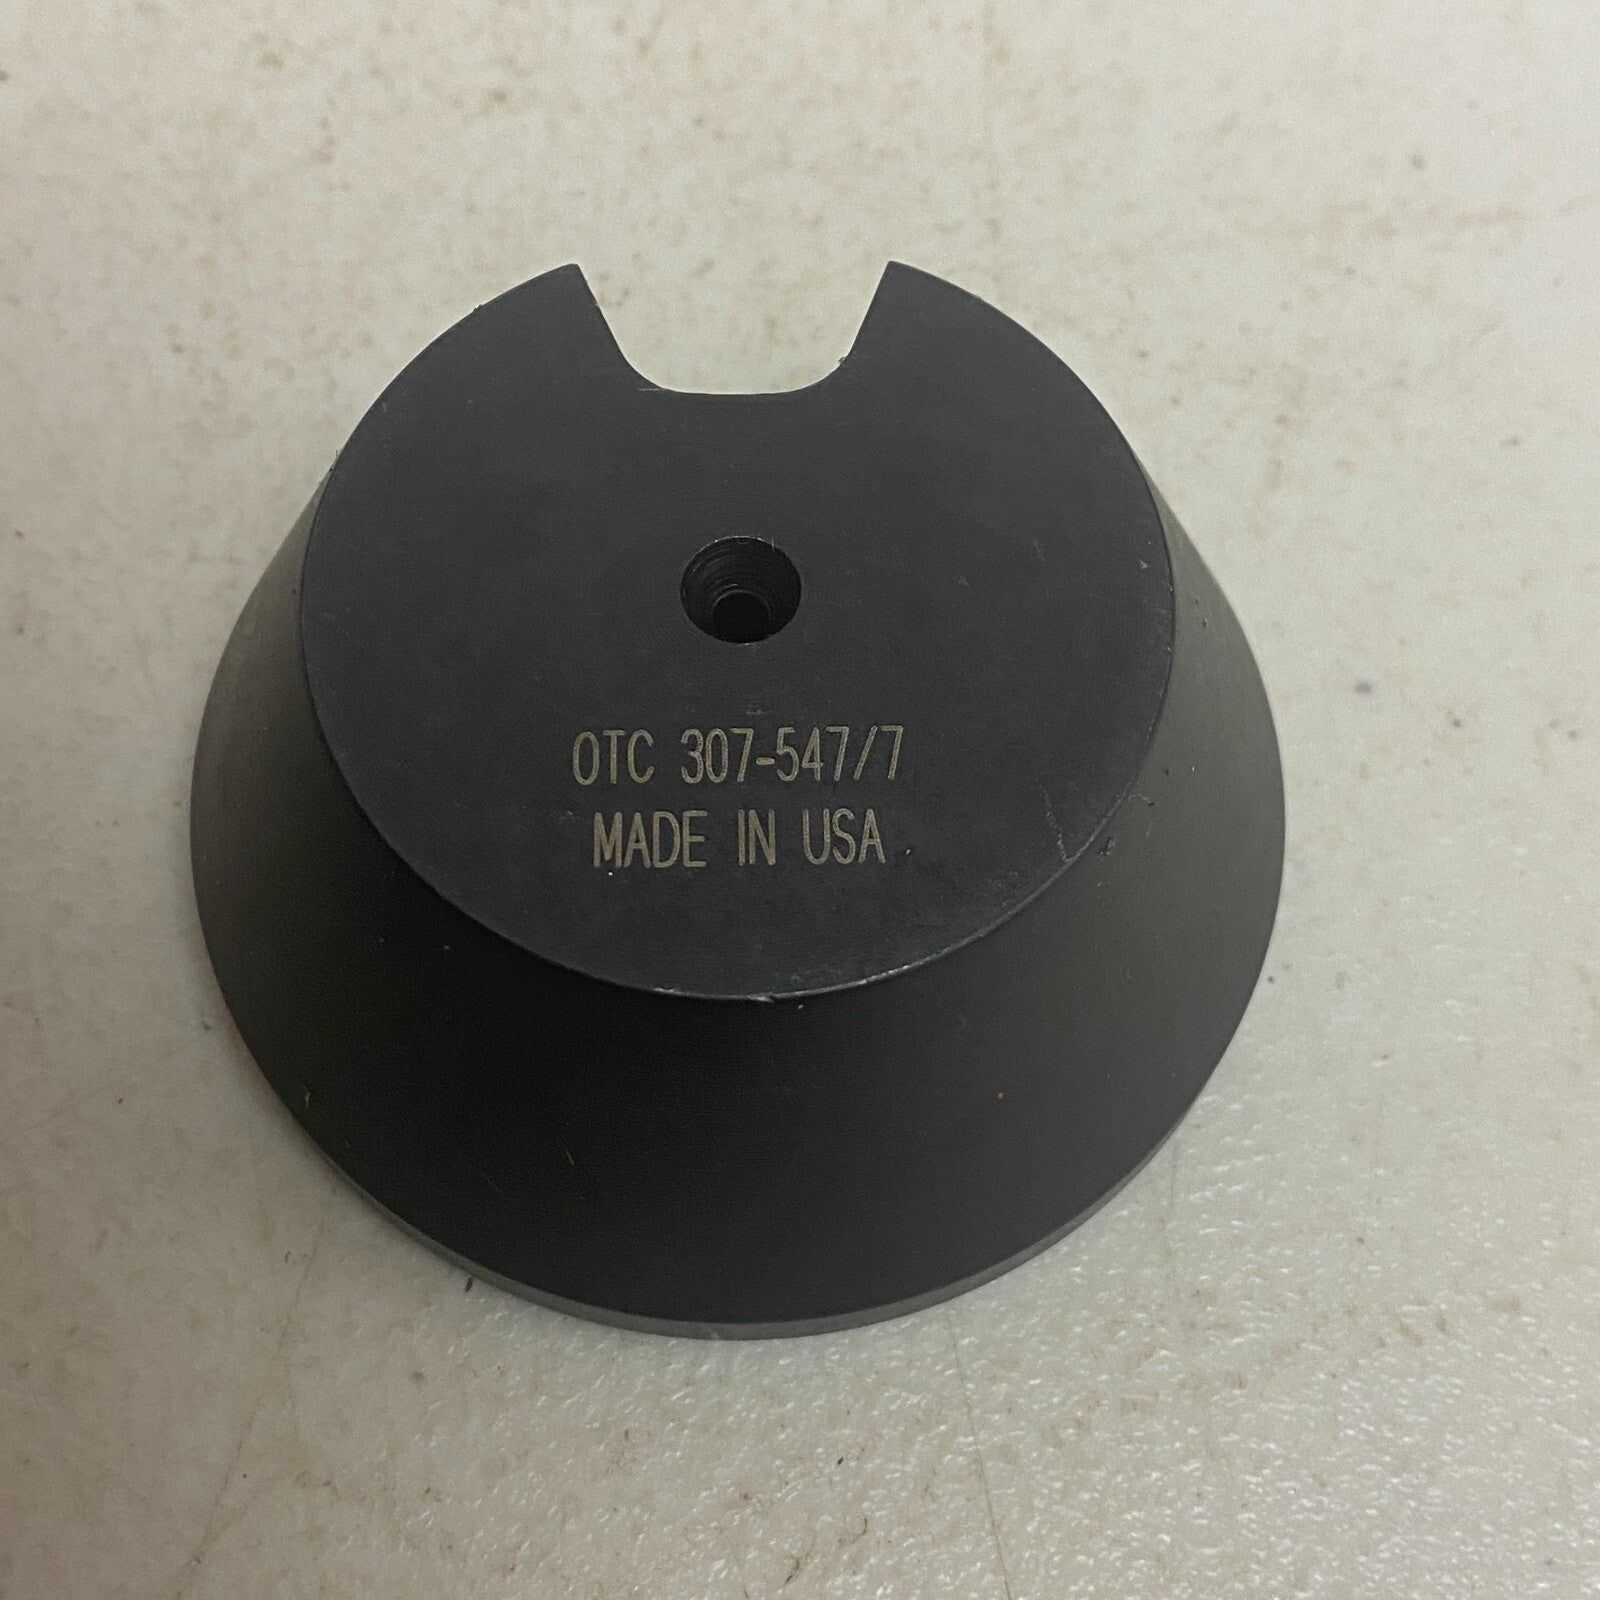 OTC 307-547/7
MADE IN USA